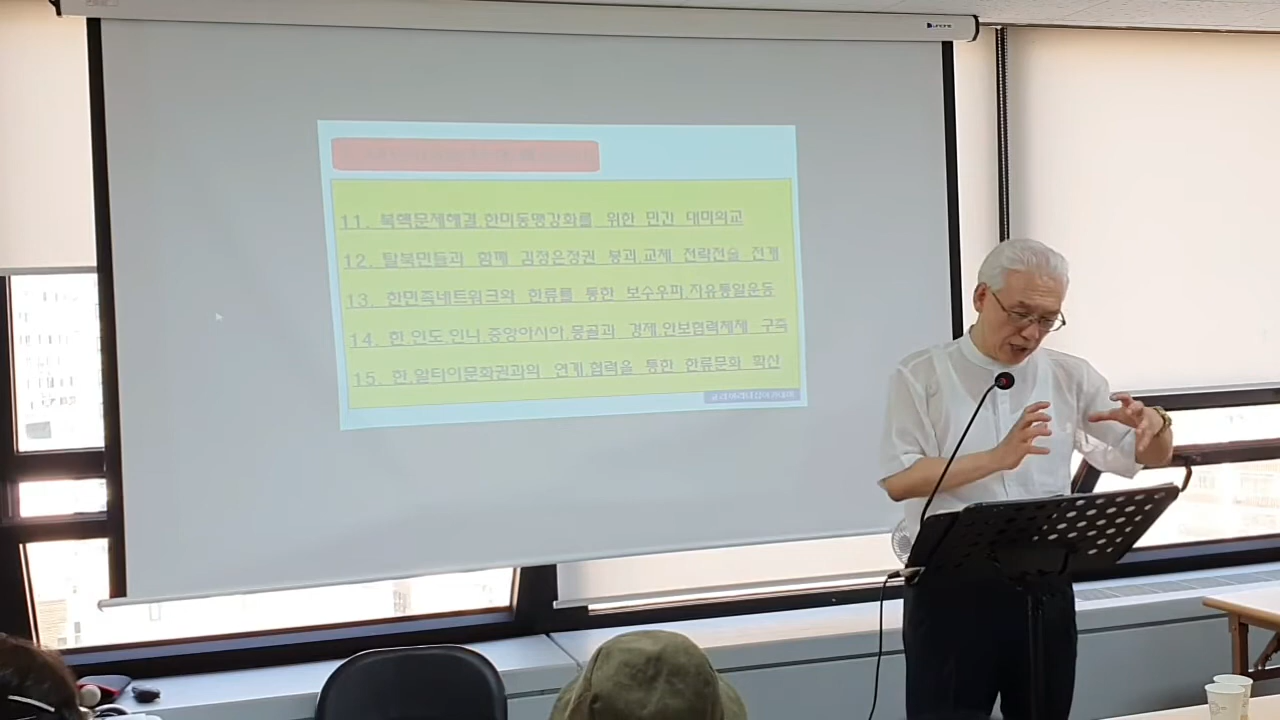 11. 북핵문제해결,한미동맹강화를 위한 민간 대미외교
12. 탈북민들과 함께 김정은정권 붕괴,교체 전략전술 전개
13. 한민족네트워크와 한류를 통한 보수우파,자유통일운동
14. 한,인도,인니,중앙아시아,몽골과 경제,안보협력체제 구축
15. 한,알타이문화권과의 연계,협력을 통한 한류문화 확산